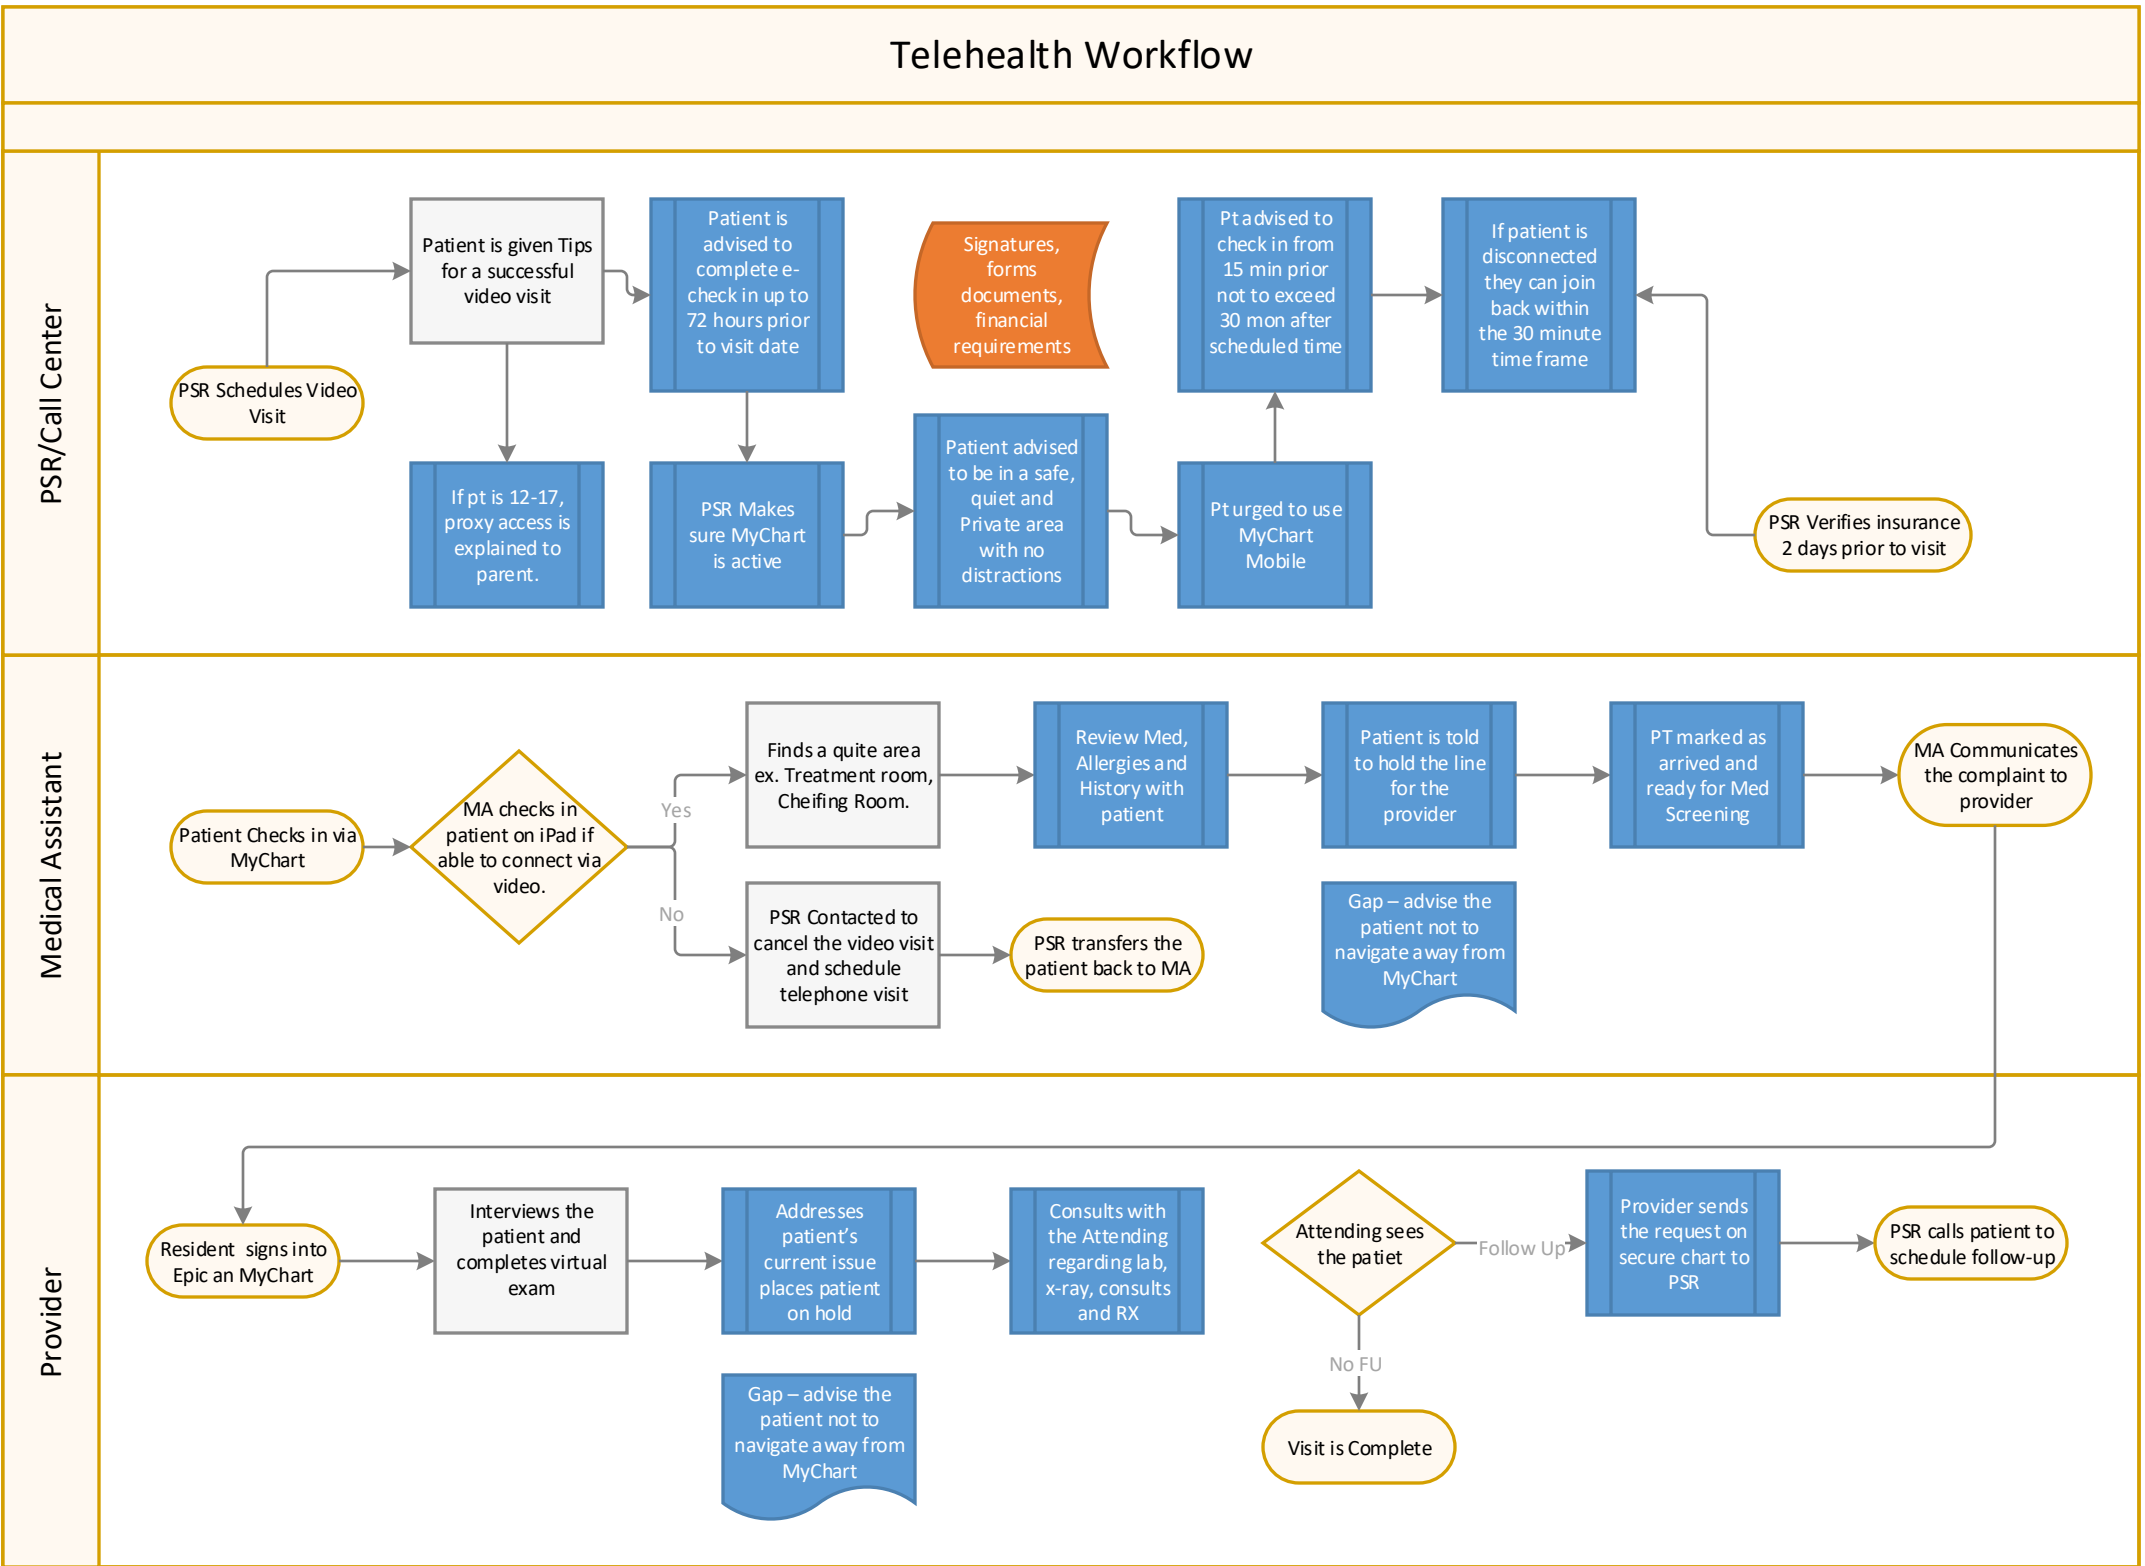 Telehealth Workflow
PSR/Call Center
PSR Schedules Video
Visit
Patient is given Tips
for a successful
video visit
If pt is 12-17,
proxy access is
explained to
parent.
Patient is
advised to
complete e-
check in up to
72 hours prior
to visit date
PSR Makes
sure MyChart
is active
Signatures,
forms
documents,
financial
requirements
Patient advised
to be in a safe,
quiet and
Private area
with no
distractions
Pt urged to use
MyChart
Mobile
Pt advised to
check in from
15 min prior
not to exceed
30 mon after
scheduled time
If patient is
disconnected
they can join
back within
the 30 minute
time frame
PSR Verifies insurance
2 days prior to visit
Medical Assistant
Patient Checks in via
MyChart
MA checks in
patient on iPad if
able to connect via
video.
Yes
No
Finds a quite area
ex. Treatment room,
Cheifing Room.
Review Med,
Allergies and
History with
patient
Patient is told
to hold the line
for the
provider
PT marked as
arrived and
ready for Med
Screening
MA Communicates
the complaint to
provider
PSR Contacted to
cancel the video visit
and schedule
telephone visit
PSR transfers the
patient back to MA
Gap – advise the
patient not to
navigate away from
MyChart
Provider
Resident  signs into
Epic an MyChart
Interviews the
patient and
completes virtual
exam
Addresses
patient’s
current issue
places patient
on hold
Consults with
the Attending
regarding lab,
x-ray, consults
and RX
Gap – advise the
patient not to
navigate away from
MyChart
Attending sees
the patiet
Follow Up
Provider sends
the request on
secure chart to
PSR
PSR calls patient to
schedule follow-up
No FU
Visit is Complete